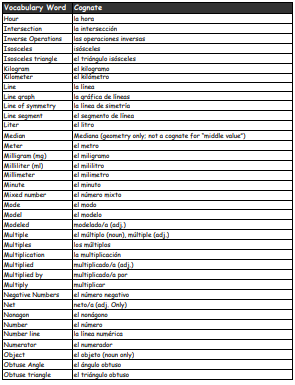 Vocabulary Word Cognate
Hour la hora
Intersection la intersección
Inverse Operations las operaciones inversas
Isosceles isósceles
Isosceles triangle el triángulo isósceles
Kilogram el kilogramo
Kilometer el kilómetro
Line la línea
Line graph la gráfica de líneas
Line of symmetry la línea de simetría
Line segment el segmento de línea
Liter el litro
Median Mediana (geometry only; not a cognate for "middle value")
Meter el metro
Milligram (mg) el miligramo
Milliliter (ml) el mililitro
Millimeter el milímetro
Minute el minuto
Mixed number el número mixto
Mode el modo
Model el modelo
Modeled modelado/a (adj.)
Multiple el múltiplo (noun), múltiple (adj.)
Multiples los múltiplos
Multiplication la multiplicación
Multiplied multiplicado/a (adj.)
Multiplied by multiplicado/a por
Multiply multiplicar
Negative Numbers el número negativo
Net neto/a (adj. Only)
Nonagon el nonágono
Number el número
Number line la línea numérica
Numerator el numerador
Object el objeto (noun only)
Obtuse Angle el ángulo obtuso
Obtuse triangle el triángulo obtuso